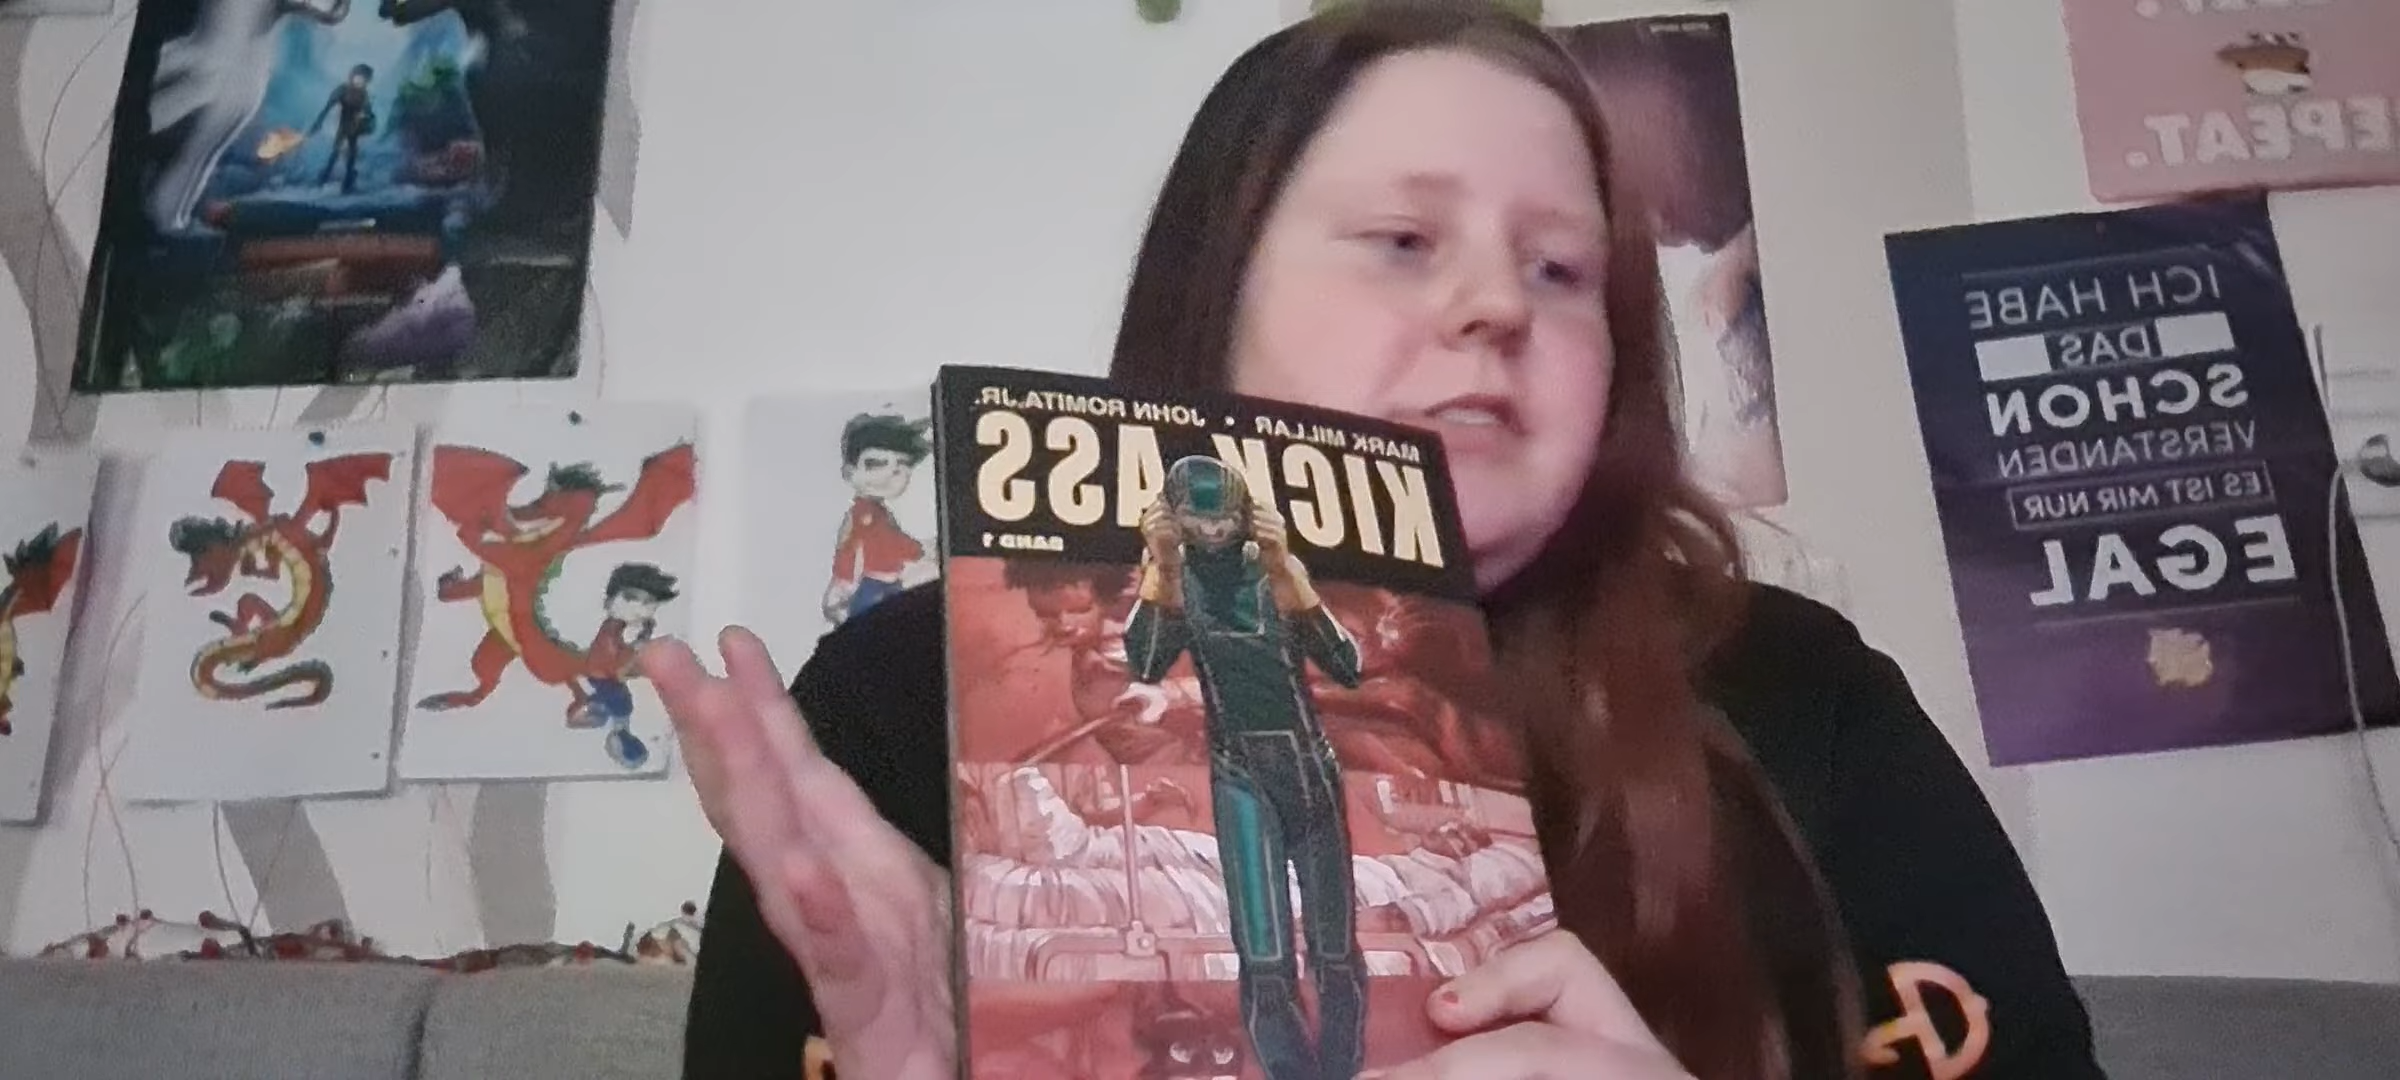 MARK MILLAR • JOHN ROMITA JR.
KICK ASS
BAND 1
EPEAT.
ICH HABE
DAS
SCHON
VERSTANDEN
ES IST MIR NUR
EGAL